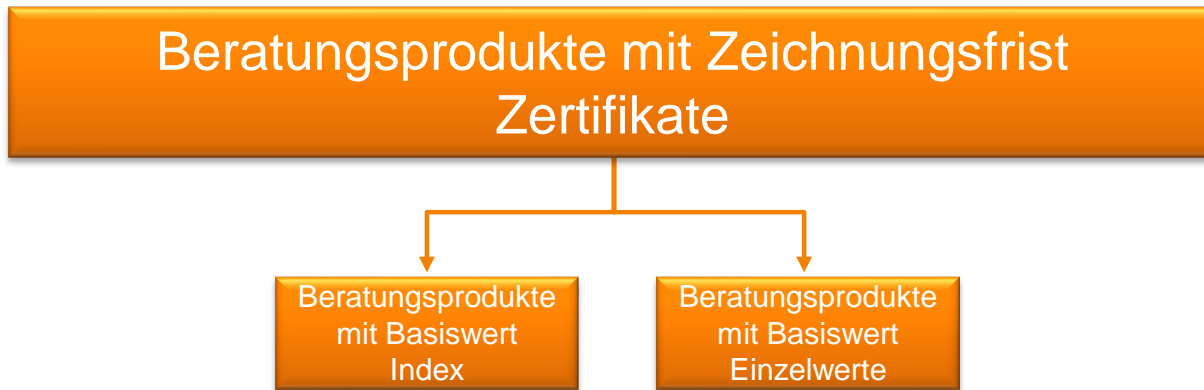 Beratungsprodukte mit Zeichnungsfrist
Zertifikate
Beratungsprodukte
mit Basiswert
Index
Beratungsprodukte
mit Basiswert
Einzelwerte